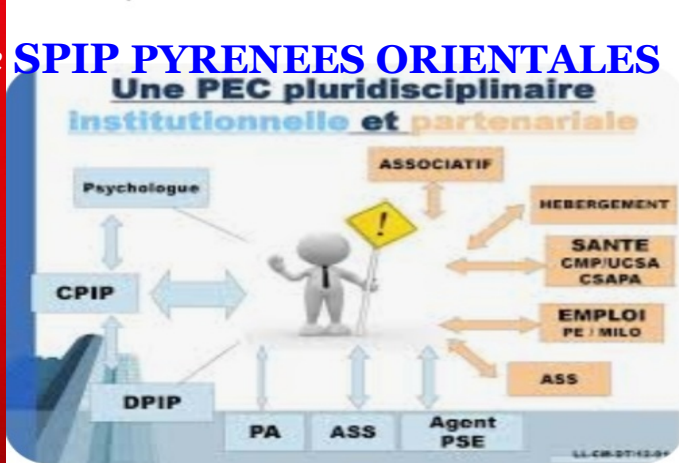 SPIP PYRENEES ORIENTALES
Une PEC pluridisciplinaire
institutionnelle et partenariale
ASSOCIATIF
Psychologue
HEBERGEMENT
SANTE
CMP/UCSA
CSAPA
CPIP
!
EMPLOI
PE / MILO
ASS
DPIP
PA
ASS
Agent
PSE